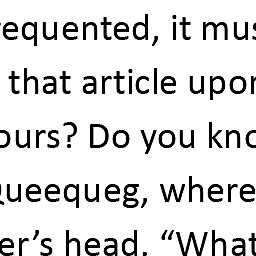 requented, it mus
that article upon
ours? Do you kno
Queequeg, where
er's head. “What